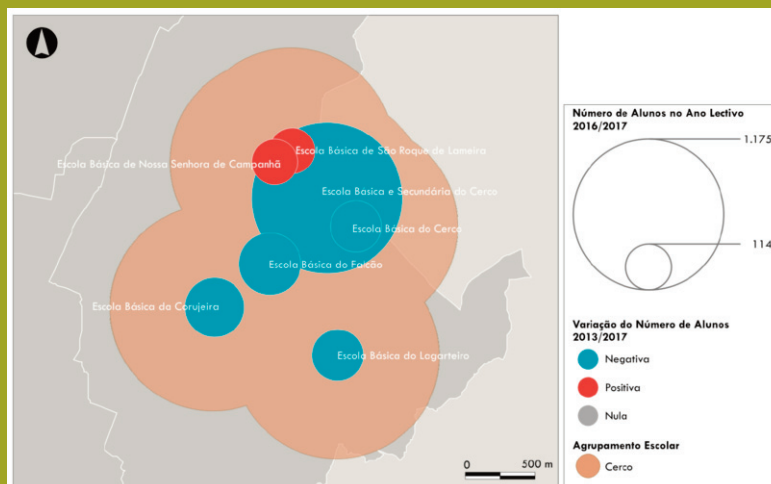 Escola Básica de São Roque da Lameira
Escola Básica de Nossa Senhora de Campanhã
Escola Básica e Secundária do Cerco
Escola Básica do Cerco
Escola Básica do Falcão
Escola Básica da Corujeira
Escola Básica do Lagarteiro
0 500 m
Número de Alunos no Ano Lectivo
2016/2017
1.175
114
Variação do Número de Alunos
2013/2017
Negativa
Positiva
Nula
Agrupamento Escolar
Cerco